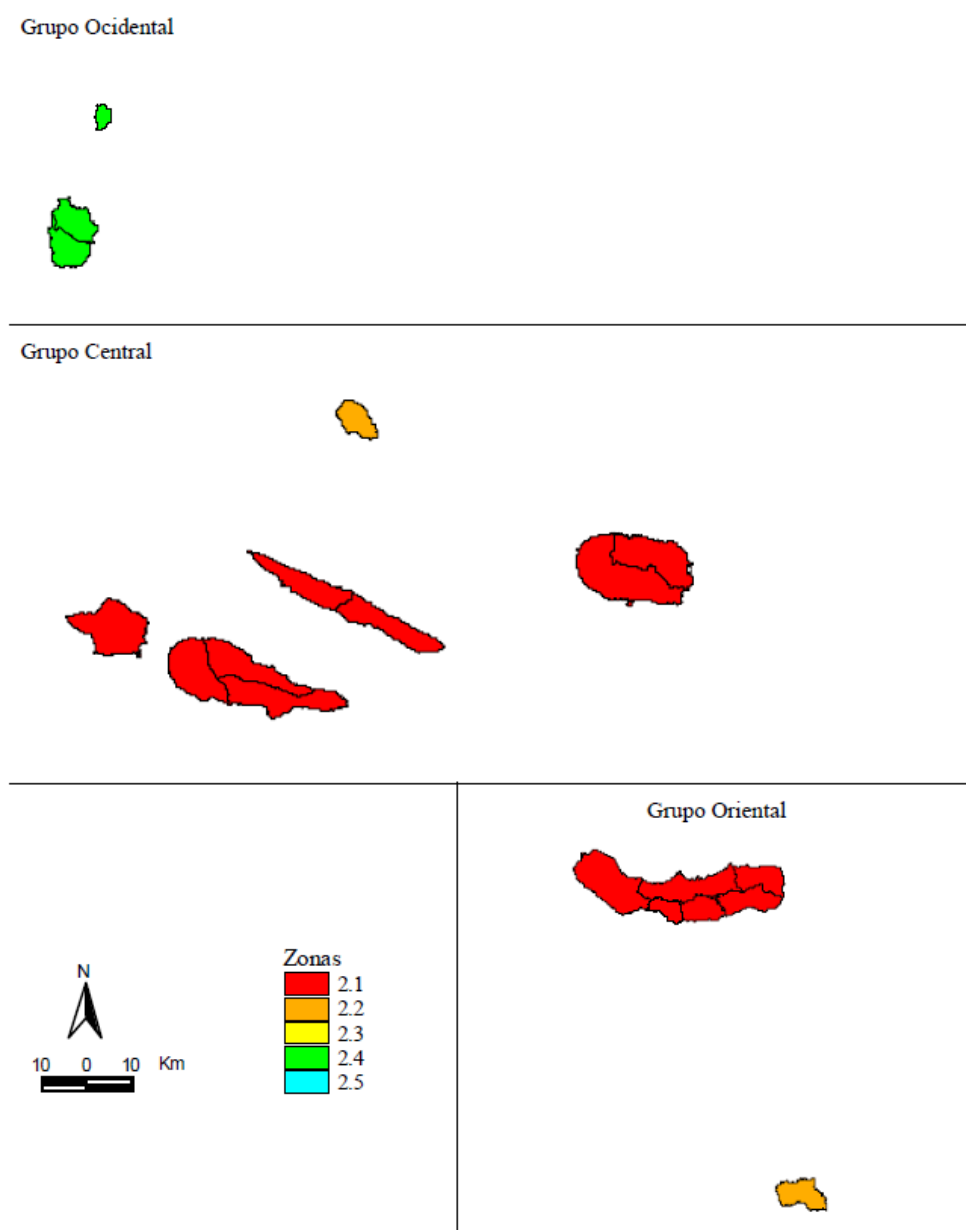 Grupo Ocidental
Grupo Central
Grupo Oriental
N
10 0 10 Km
Zonas
2.1
2.2
2.3
2.4
2.5